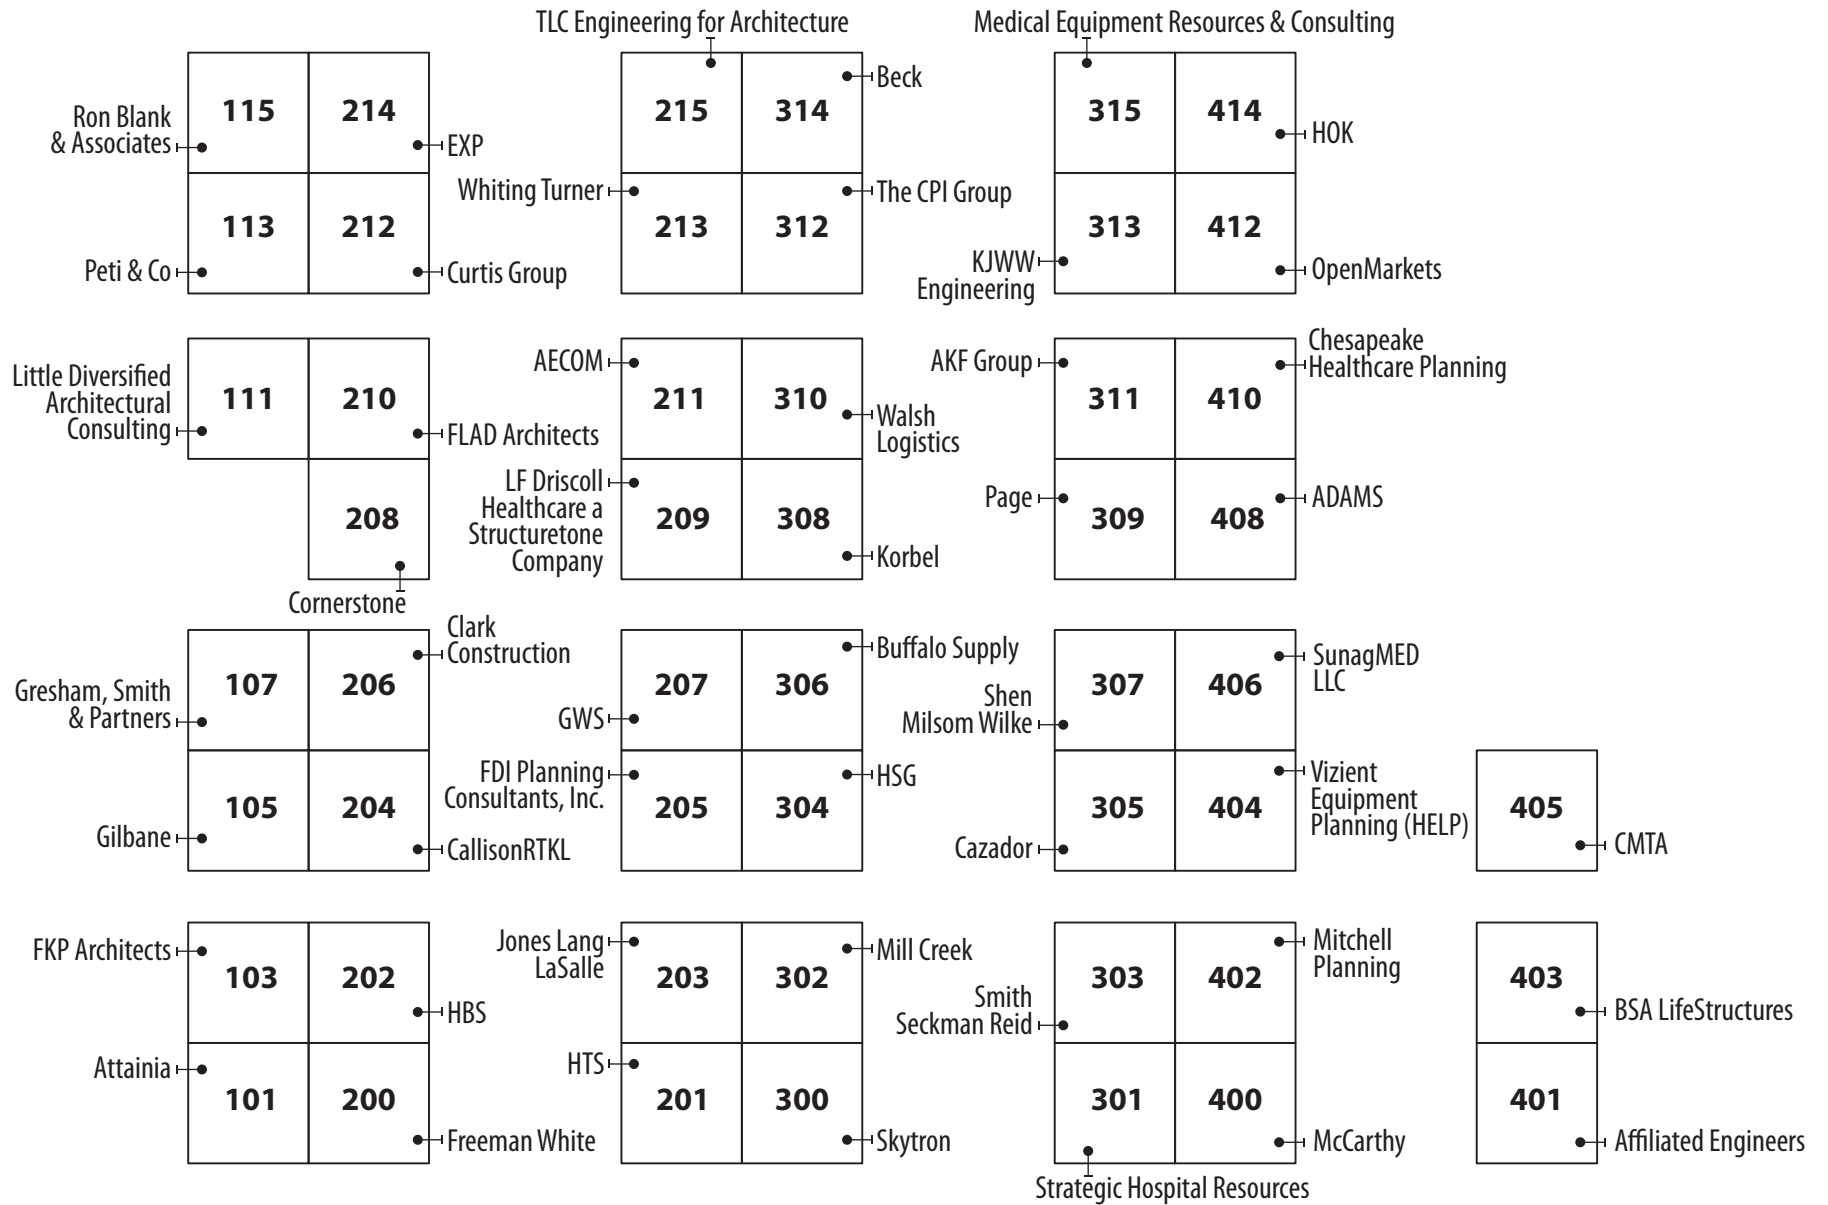 TLC Engineering for Architecture
Medical Equipment Resources & Consulting
115
214
Ron Blank
& Associates
EXP
113
212
Peti & Co
Curtis Group
215
314
Beck
Whiting Turner
The CPI Group
213
312
315
414
HOK
313
412
KJWW
Engineering
OpenMarkets
Little Diversified
Architectural
Consulting
111
210
FLAD Architects
208
Cornerstone
AECOM
211
310
Walsh
Logistics
LF Driscoll
Healthcare a
Structuretone
Company
209
308
Korbel
AKF Group
311
410
Chesapeake
Healthcare Planning
Page
309
408
ADAMS
Clark
Construction
107
206
Gresham, Smith
& Partners
105
204
Gilbane
CallisonRTKL
207
306
Buffalo Supply
GWS
FDI Planning
Consultants, Inc.
205
304
HSG
307
406
SunagMED
LLC
Shen
Milsom Wilke
305
404
Vizient
Equipment
Planning (HELP)
Cazador
405
CMTA
FKP Architects
103
202
HBS
Attainia
101
200
Freeman White
Jones Lang
LaSalle
203
302
Mill Creek
HTS
201
300
Skytron
303
402
Mitchell
Planning
Smith
Seckman Reid
301
400
McCarthy
Strategic Hospital Resources
403
BSA LifeStructures
401
Affiliated Engineers